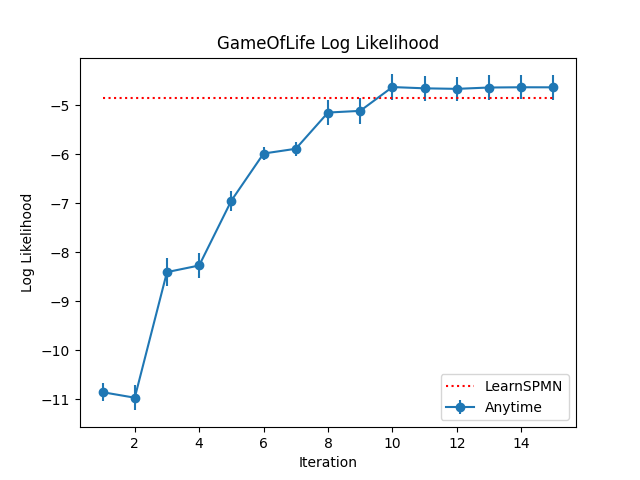 GameOfLife Log Likelihood
Log Likelihood
−5
−6
−7
−8
−9
−10
−11
2 4 6 8 10 12 14
Iteration
LearnSPMN
Anytime